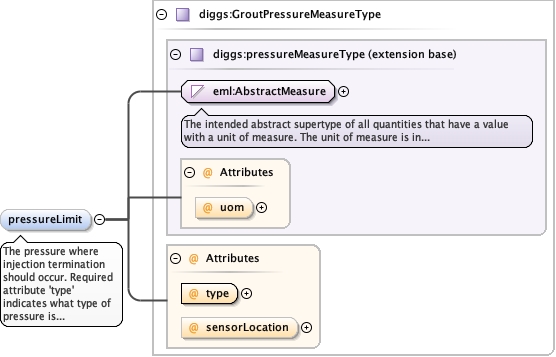 diggs:GroutPressureMeasureType
diggs:pressureMeasureType (extension base)
eml:AbstractMeasure
The intended abstract supertype of all quantities that have a value
with a unit of measure. The unit of measure is in...
@ Attributes
@ uom
pressureLimit
The pressure where
injection termination
should occur. Required
attribute 'type'
indicates what type of
pressure is...
@ Attributes
@ type
@ sensorLocation